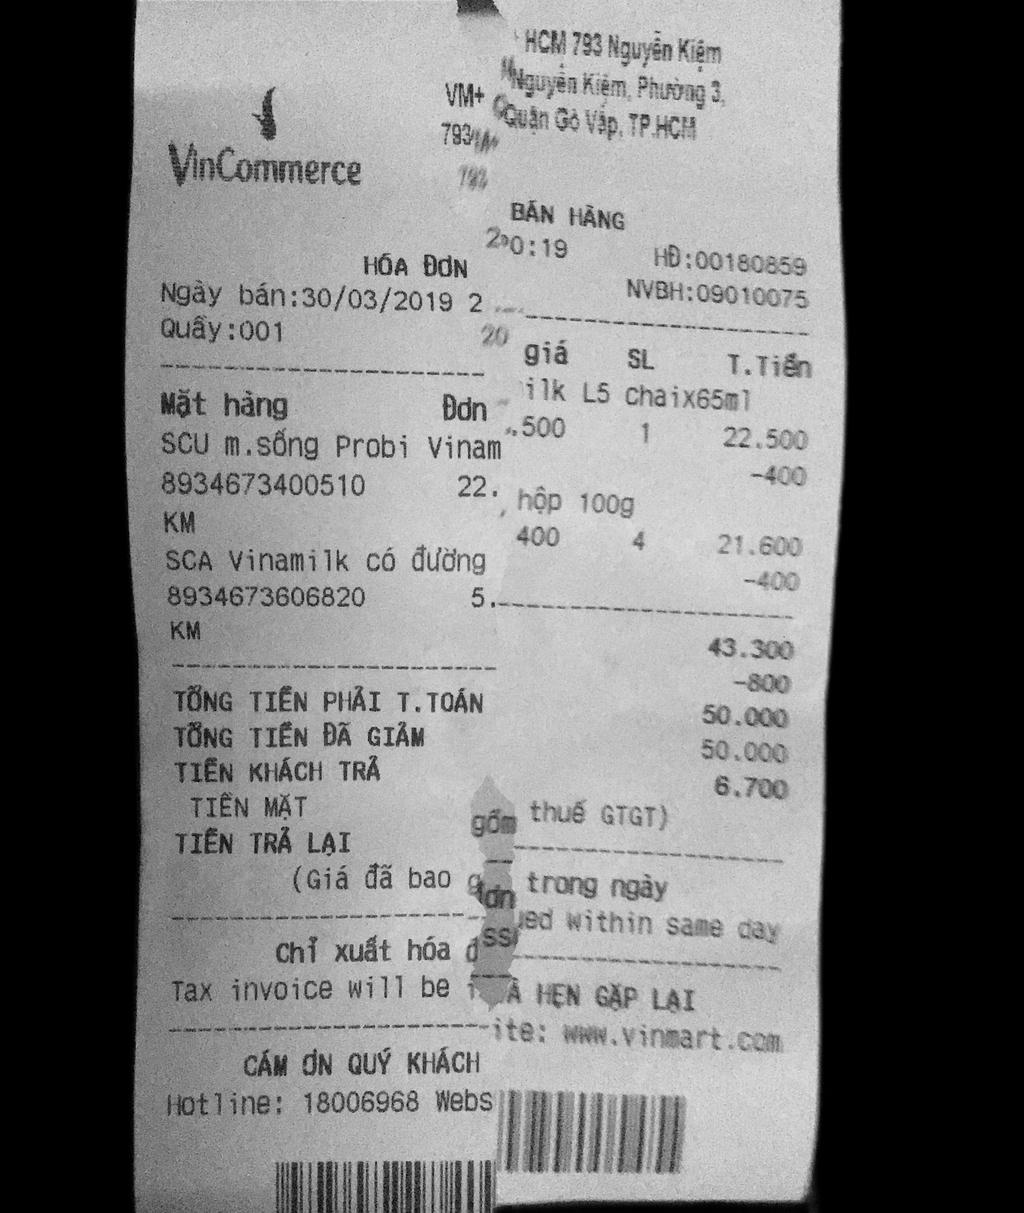 VinCommerce
VM+ HCM 793 Nguyễn Kiệm
793 Nguyễn Kiệm, Phường 3,
Quận Gò Vấp, TP.HCM
HÓA ĐƠN BÁN HÀNG
Ngày bán:30/03/2019 20:19 HĐ:00180859
Quầy:001 NVBH:09010075
Mặt hàng Đơn giá SL T.Tiền
SCU m.sống Probi Vinamilk L5 chaiX65ml
8934673400510 22.500 1 22.500
KM -400
SCA Vinamilk có đường hộp 100g
8934673606820 5.400 4 21.600
KM -400
TỔNG TIỀN PHẢI T.TOÁN 43.300
TỔNG TIỀN ĐÃ GIẢM -800
TIỀN KHÁCH TRẢ 50.000
TIỀN MẶT 50.000
TIỀN TRẢ LẠI 6.700
(Giá đã bao gồm thuế GTGT)
Chỉ xuất hóa đơn trong ngày
Tax invoice will be issued within same day
CÁM ƠN QUÝ KHÁCH VÀ HẸN GẶP LẠI
Hotline: 18006968 Website: www.vinmart.com